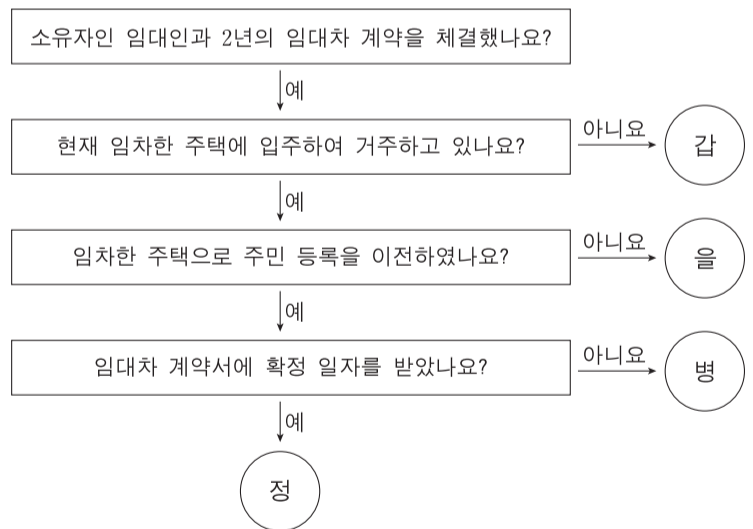 소유자인 임대인과 2년의 임대차 계약을 체결했나요?
예
현재 임차한 주택에 입주하여 거주하고 있나요?
아니요
갑
예
임차한 주택으로 주민 등록을 이전하였나요?
아니요
을
예
임대차 계약서에 확정 일자를 받았나요?
아니요
병
예
정